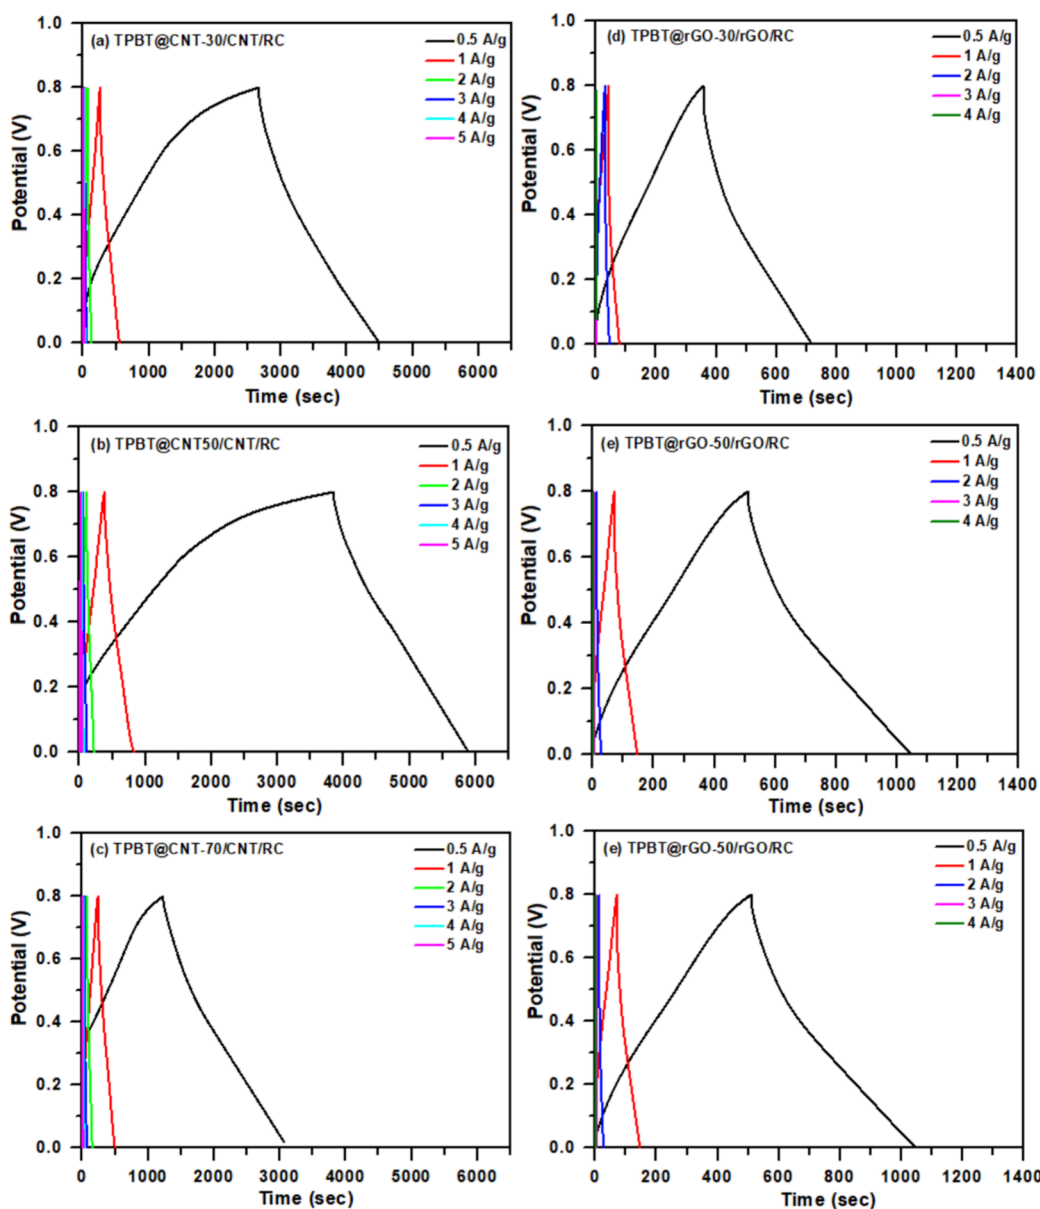 (a) TPBT@CNT-30/CNT/RC
0.5 A/g
1 A/g
2 A/g
3 A/g
4 A/g
5 A/g
Potential (V)
1.0
0.8
0.6
0.4
0.2
0.0
0 1000 2000 3000 4000 5000 6000
Time (sec)
(d) TPBT@rGO-30/rGO/RC
0.5 A/g
1 A/g
2 A/g
3 A/g
4 A/g
Potential (V)
1.0
0.8
0.6
0.4
0.2
0.0
0 200 400 600 800 1000 1200 1400
Time (sec)
(b) TPBT@CNT50/CNT/RC
0.5 A/g
1 A/g
2 A/g
3 A/g
4 A/g
5 A/g
Potential (V)
1.0
0.8
0.6
0.4
0.2
0.0
0 1000 2000 3000 4000 5000 6000
Time (sec)
(e) TPBT@rGO-50/rGO/RC
0.5 A/g
1 A/g
2 A/g
3 A/g
4 A/g
Potential (V)
1.0
0.8
0.6
0.4
0.2
0.0
0 200 400 600 800 1000 1200 1400
Time (sec)
(c) TPBT@CNT-70/CNT/RC
0.5 A/g
1 A/g
2 A/g
3 A/g
4 A/g
5 A/g
Potential (V)
1.0
0.8
0.6
0.4
0.2
0.0
0 1000 2000 3000 4000 5000 6000
Time (sec)
(e) TPBT@rGO-50/rGO/RC
0.5 A/g
1 A/g
2 A/g
3 A/g
4 A/g
Potential (V)
1.0
0.8
0.6
0.4
0.2
0.0
0 200 400 600 800 1000 1200 1400
Time (sec)